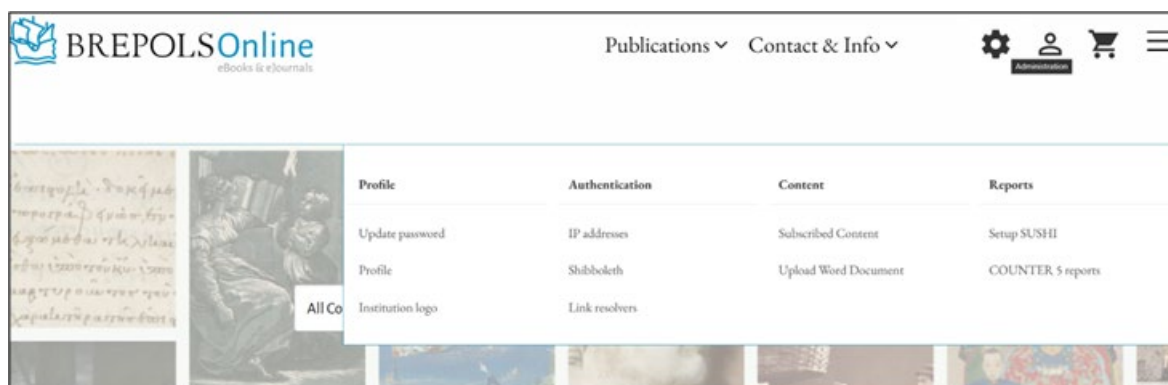 BREPOLSOnline
eBooks & eJournals
Publications Contact & Info
Administration
Profile Authentication Content Reports
Update password IP addresses Subscribed Content Setup SUSHI
Profile Shibboleth Upload Word Document COUNTER 5 reports
Institution logo Link resolvers
All Co